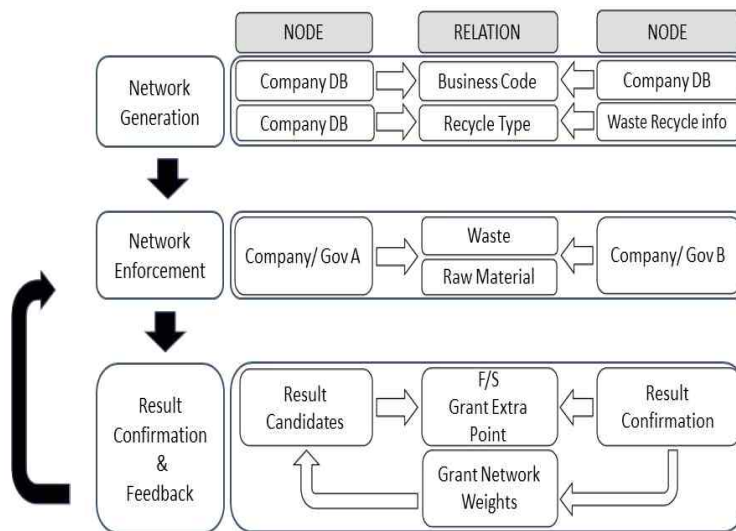 NODE
RELATION
NODE
Network
Generation
Company DB
Business Code
Company DB
Company DB
Recycle Type
Waste Recycle info
Network
Enforcement
Company/ Gov A
Waste
Raw Material
Company/ Gov B
Result
Confirmation
&
Feedback
Result
Candidates
F/S
Grant Extra
Point
Result
Confirmation
Grant Network
Weights